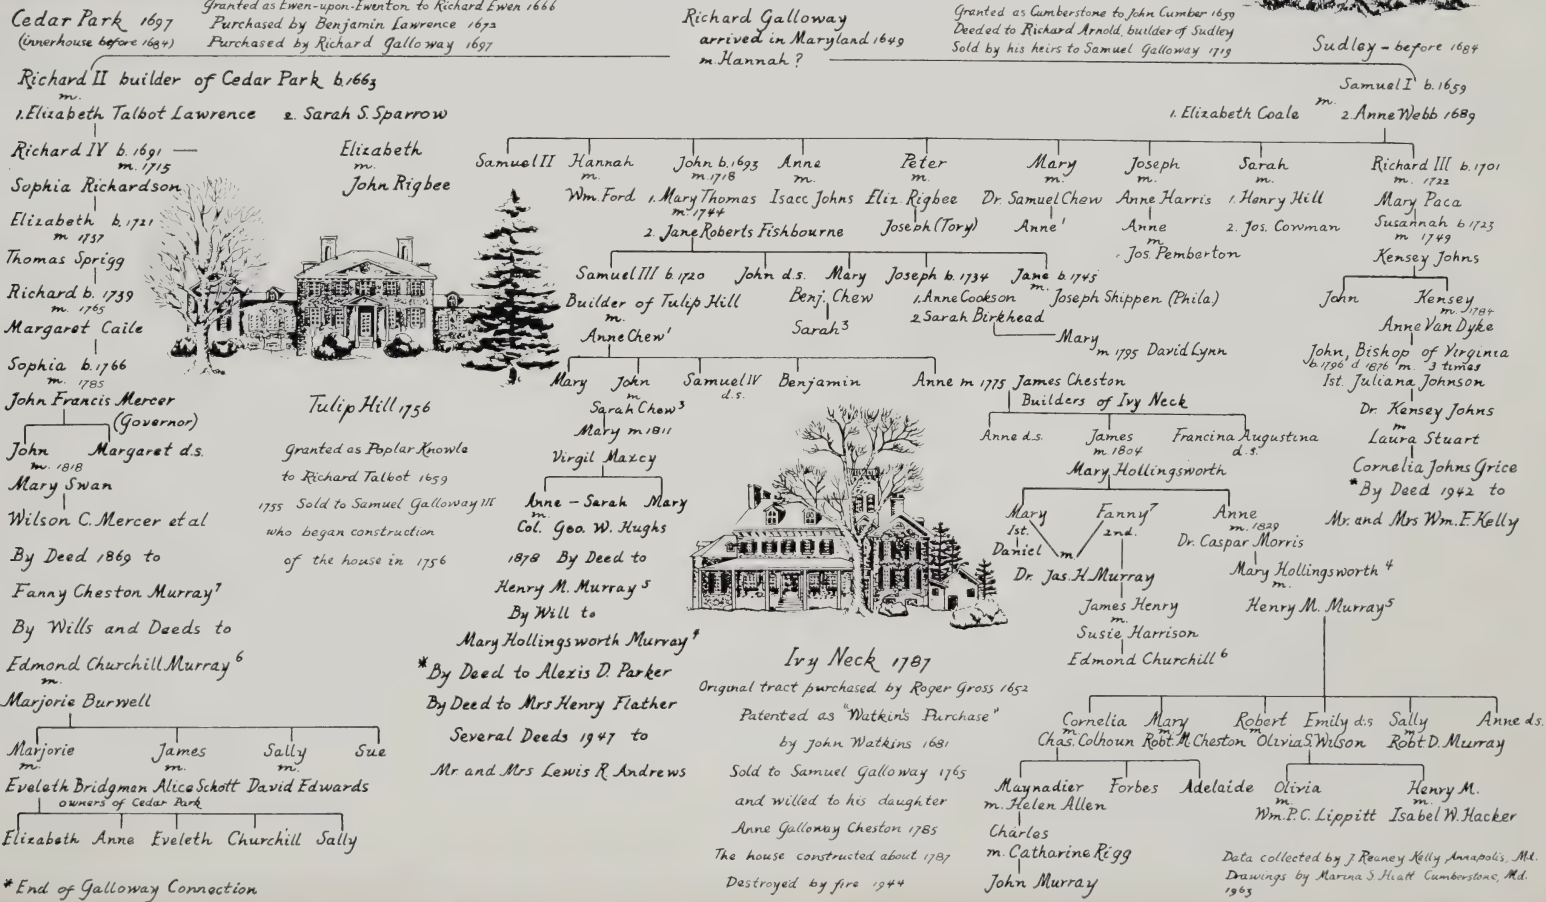 Cedar Park 1697
(innerhouse before 1684)
Granted as Ewen-upon-Ewenton to Richard Ewen 1666
Purchased by Benjamin Lawrence 1672
Purchased by Richard Galloway 1697
Richard Galloway
arrived in Maryland 1649
m. Hannah ?
Granted as Cumberstone to John Cumber 1659
Deeded to Richard Arnold, builder of Sudley
Sold by his heirs to Samuel Galloway 1719
Sudley - before 1684
Richard II builder of Cedar Park b.1663
m.
1. Elizabeth Talbot Lawrence 2. Sarah S. Sparrow
Samuel I b. 1659
m.
1. Elizabeth Coale 2. Anne Webb 1689
Richard IV b. 1691
m. 1715
Sophia Richardson
Elizabeth b. 1721
m 1737
Thomas Sprigg
Richard b. 1739
m. 1765
Margaret Caile
Sophia b. 1766
m. 1785
John Francis Mercer
(Governor)
John Margaret d.s.
m. 1818
Mary Swan
Wilson C. Mercer et al
By Deed 1869 to
Fanny Cheston Murray 7
By Wills and Deeds to
Edmond Churchill Murray 6
m.
Marjorie Burwell
Marjorie James Sally Sue
m. m. m.
Eveleth Bridgman Alice Schott David Edwards
owners of Cedar Park
Elizabeth Anne Eveleth Churchill Sally
* End of Galloway Connection
Elizabeth
m.
John Rigbee
Samuel II Hannah John b. 1693 Anne Peter Mary Joseph Sarah Richard III b. 1701
m. m. 1718 m. m. m. m. m. m. 1722
Wm. Ford 1. Mary Thomas Isacc Johns Eliz. Rigbee Dr. Samuel Chew Anne Harris 1. Henry Hill Mary Paca
m. 1744
2. Jane Roberts Fishbourne Joseph (Tory) Anne 1 Anne 2. Jos. Cowman Susannah b 1723
m. m 1749
Jos. Pemberton Kensey Johns
Samuel III b. 1720 John d.s. Mary Joseph b. 1734 Jane b. 1745
m.
Builder of Tulip Hill Benj. Chew 1. Anne Cookson Joseph Shippen (Phila)
m. Sarah 3 2 Sarah Birkhead
Anne Chew 1 Mary
m 1795 David Lynn
Mary John Samuel IV Benjamin Anne m 1775 James Cheston
m d.s.
Sarah Chew 3
Mary m 1811
Virgil Maxcy
Anne - Sarah Mary
m.
Col. Geo. W. Hughs
1878 By Deed to
Henry M. Murray 5
By Will to
Mary Hollingsworth Murray 4
* By Deed to Alexis D. Parker
By Deed to Mrs Henry Flather
Several Deeds 1947 to
Mr. and Mrs Lewis R Andrews
Tulip Hill 1756
granted as Poplar Knowle
to Richard Talbot 1659
1755 Sold to Samuel Galloway III
who began construction
of the house in 1756
Builders of Ivy Neck
Anne d.s. James Francina Augustina
m. 1804 d.s.
Mary Hollingsworth
Mary Fanny 7 Anne
1st. 2nd. m. 1829
Daniel m Dr. Caspar Morris
Dr. Jas. H. Murray Mary Hollingsworth 4
m.
James Henry Henry M. Murray 5
m.
Susie Harrison
Edmond Churchill 6
John Kensey
m. 1784
Anne Van Dyke
John, Bishop of Virginia
b. 1796 d 1876 m. 3 times
1st. Juliana Johnson
Dr. Kensey Johns
m
Laura Stuart
Cornelia Johns Grice
* By Deed 1942 to
Mr. and Mrs Wm. E. Kelly
Ivy Neck 1787
Original tract purchased by Roger Gross 1652
Patented as "Watkin's Purchase"
by John Watkins 1681
Sold to Samuel Galloway 1765
and willed to his daughter
Anne Galloway Cheston 1785
The house constructed about 1787
Destroyed by fire 1944
Cornelia Mary Robert Emily d.s Sally Anne d.s.
m m m m
Chas. Calhoun Robt. M. Cheston Olivia S. Wilson Robt D. Murray
Maynadier Forbes Adelaide Olivia Henry M.
m. Helen Allen m. m.
Wm. P. C. Lippitt Isabel W. Hacker
Charles
m. Catharine Rigg
John Murray
Data collected by J. Reaney Kelly Annapolis, Md.
Drawings by Marina S. Hiatt Cumberstone, Md.
1963